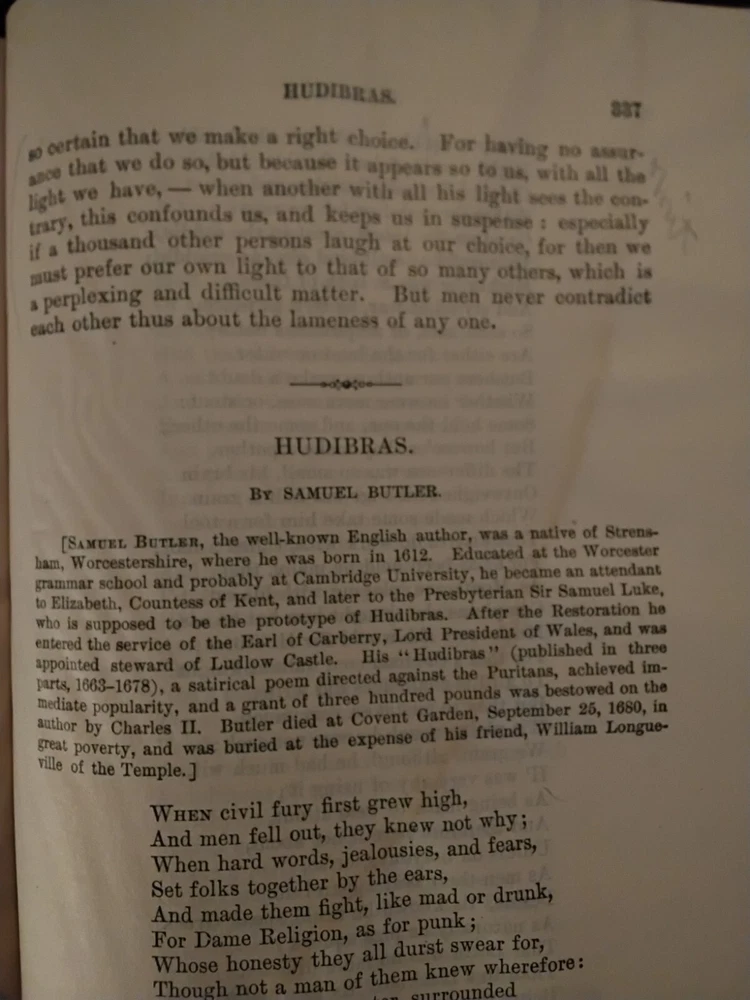 HUDIBRAS.
337
so certain that we make a right choice. For having no assur-
ance that we do so, but because it appears so to us, with all the
light we have, — when another with all his light sees the con-
trary, this confounds us, and keeps us in suspense: especially
if a thousand other persons laugh at our choice, for then we
must prefer our own light to that of so many others, which is
a perplexing and difficult matter. But men never contradict
each other thus about the lameness of any one.
HUDIBRAS.
BY SAMUEL BUTLER.
[SAMUEL BUTLER, the well-known English author, was a native of Strens-
ham, Worcestershire, where he was born in 1612. Educated at the Worcester
grammar school and probably at Cambridge University, he became an attendant
to Elizabeth, Countess of Kent, and later to the Presbyterian Sir Samuel Luke,
who is supposed to be the prototype of Hudibras. After the Restoration he
entered the service of the Earl of Carberry, Lord President of Wales, and was
appointed steward of Ludlow Castle. His “Hudibras” (published in three
parts, 1663–1678), a satirical poem directed against the Puritans, achieved im-
mediate popularity, and a grant of three hundred pounds was bestowed on the
author by Charles II. Butler died at Covent Garden, September 25, 1680, in
great poverty, and was buried at the expense of his friend, William Longue-
ville of the Temple.]
WHEN civil fury first grew high,
And men fell out, they knew not why;
When hard words, jealousies, and fears,
Set folks together by the ears,
And made them fight, like mad or drunk,
For Dame Religion, as for punk;
Whose honesty they all durst swear for,
Though not a man of them knew wherefore:
surrounded